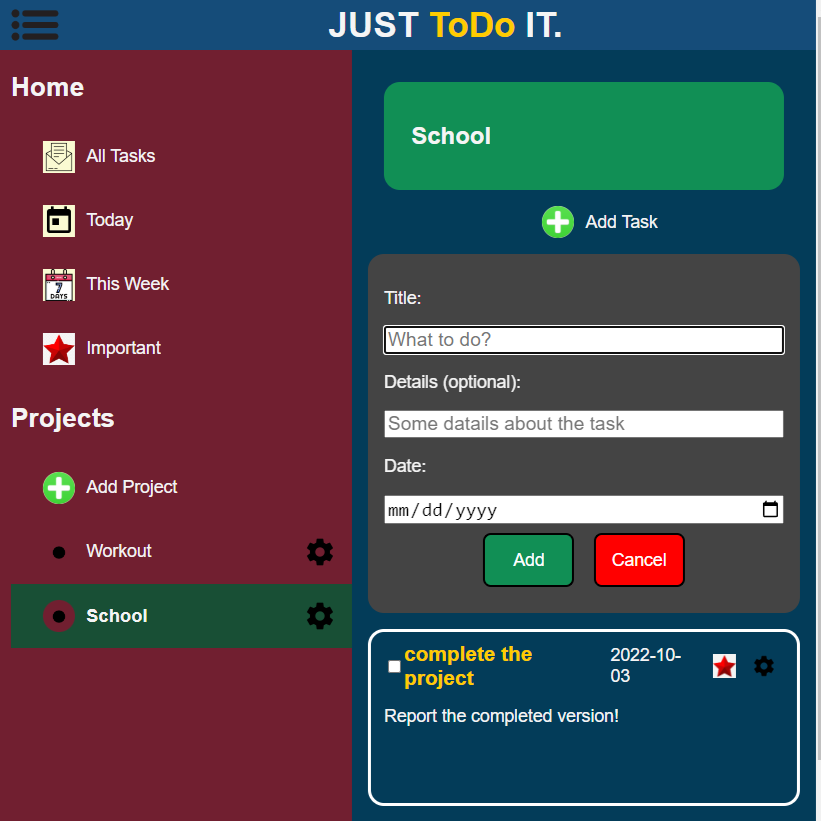 JUST ToDo IT.
Home
All Tasks
Today
7
DAYS
This Week
Important
Projects
Add Project
Workout
School
School
Add Task
Title:
What to do?
Details (optional):
Some datails about the task
Date:
mm/dd/yyyy
Add
Cancel
complete the
project
2022-10-
03
Report the completed version!